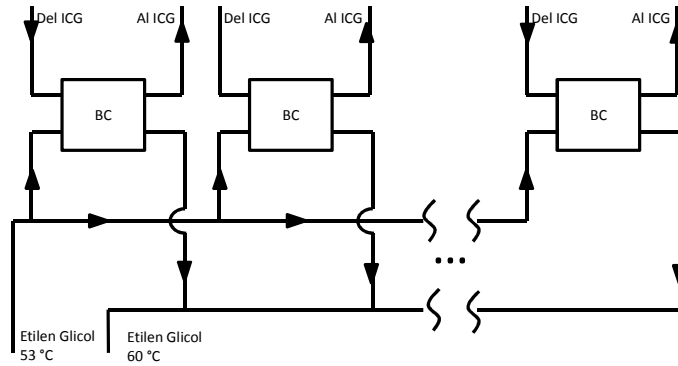 Del ICG Al ICG Del ICG Al ICG Del ICG Al ICG
BC BC BC
...
Etilen Glicol Etilen Glicol
53 °C 60 °C